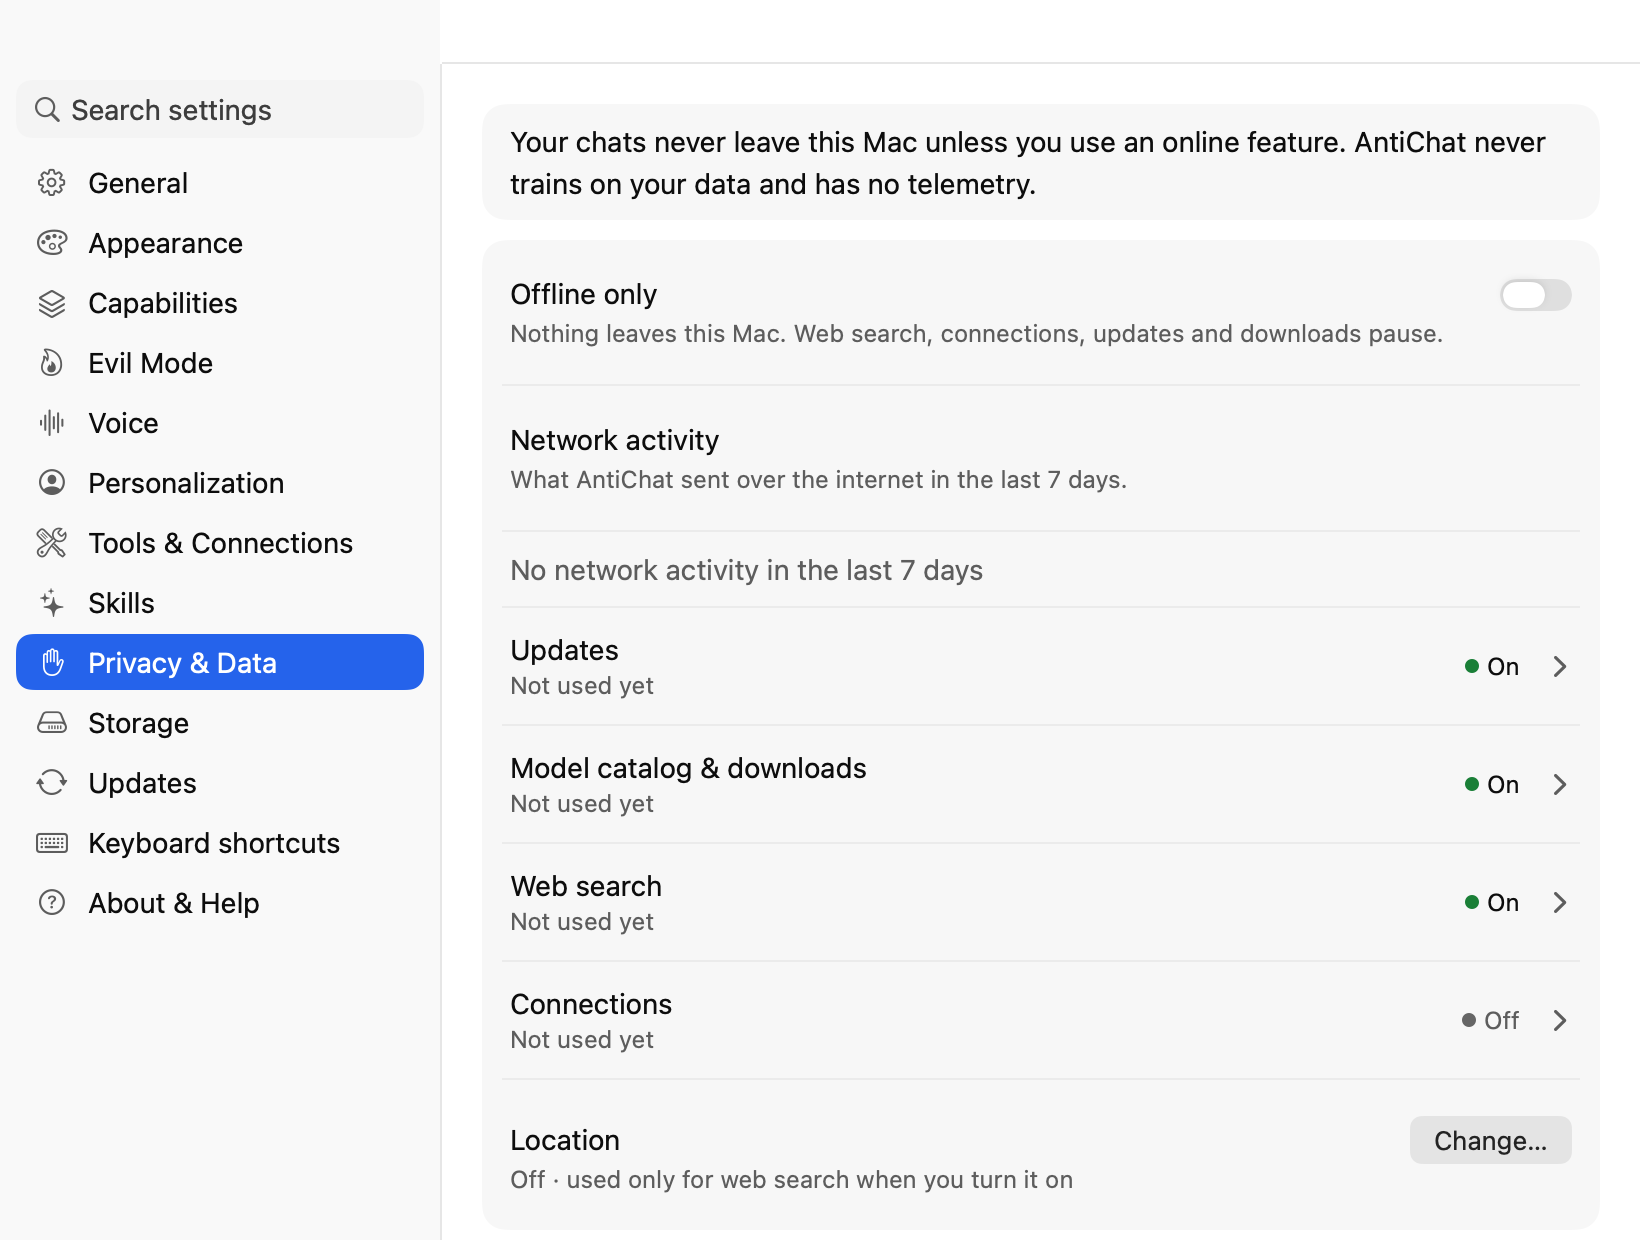 Search settings
General
Appearance
Capabilities
Evil Mode
Voice
Personalization
Tools & Connections
Skills
Privacy & Data
Storage
Updates
Keyboard shortcuts
About & Help
Your chats never leave this Mac unless you use an online feature. AntiChat never
trains on your data and has no telemetry.
Offline only
Nothing leaves this Mac. Web search, connections, updates and downloads pause.
Network activity
What AntiChat sent over the internet in the last 7 days.
No network activity in the last 7 days
Updates
Not used yet
On
Model catalog & downloads
Not used yet
On
Web search
Not used yet
On
Connections
Not used yet
Off
Location
Off · used only for web search when you turn it on
Change...